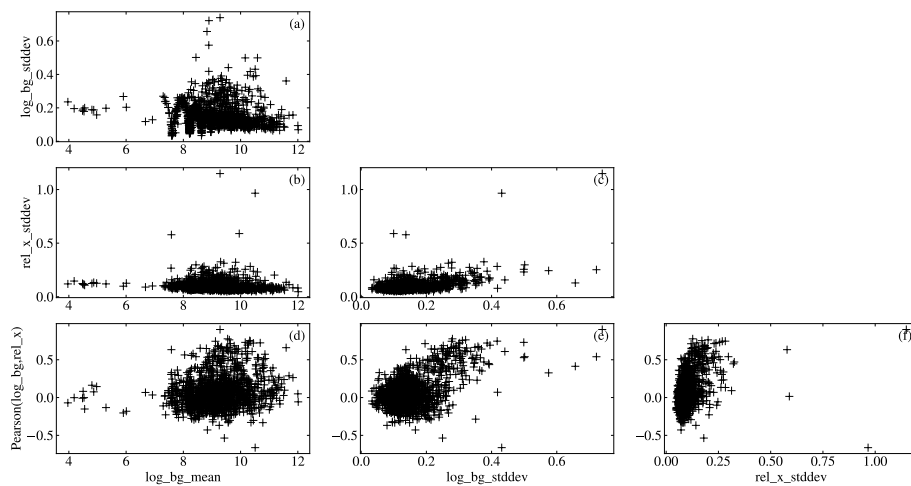 (a)
log_bg_stddev
0.6
0.4
0.2
0.0
4 6 8 10 12
(b)
(c)
rel_x_stddev
1.0
0.5
0.0
4 6 8 10 12
1.0
0.5
0.0
0.0 0.2 0.4 0.6
(d)
(e)
(f)
Pearson(log_bg,rel_x)
0.5
0.0
−0.5
4 6 8 10 12
log_bg_mean
0.5
0.0
−0.5
0.0 0.2 0.4 0.6
log_bg_stddev
0.5
0.0
−0.5
0.00 0.25 0.50 0.75 1.00
rel_x_stddev